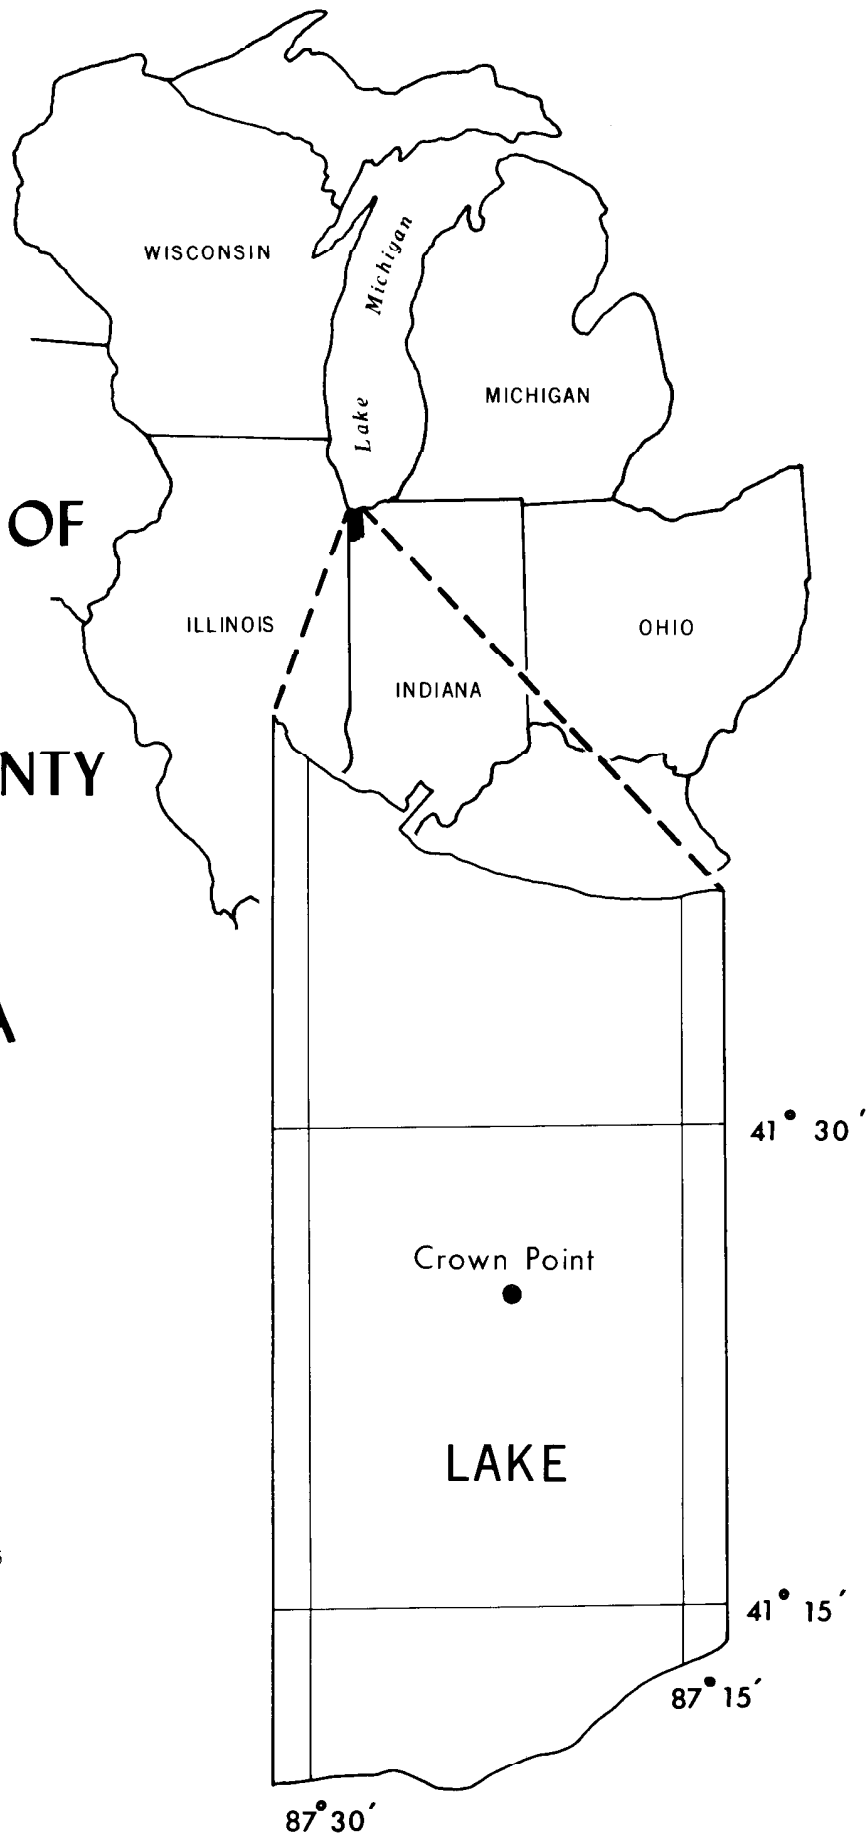 WISCONSIN
Lake Michigan
MICHIGAN
OF
ILLINOIS
OHIO
INDIANA
NTY
A
41° 30′
Crown Point
LAKE
41° 15′
87° 15′
87° 30′